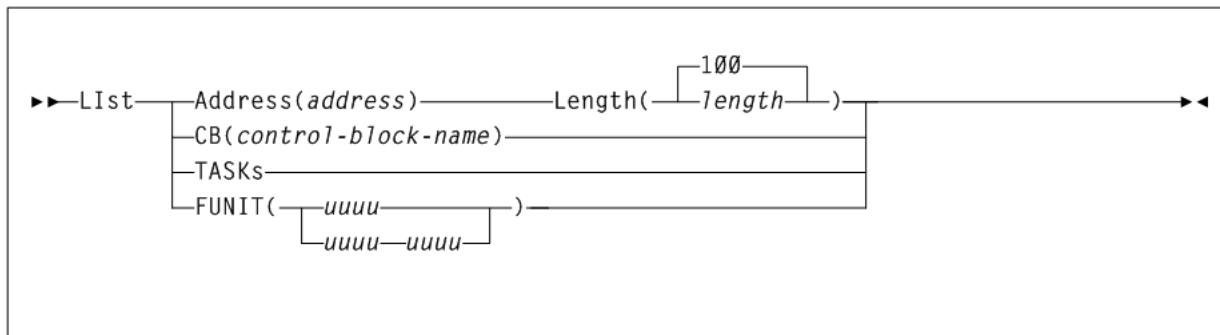 100
LIst Address(address) Length( length )
CB(control-block-name)
TASKs
FUNIT( uuuu )
uuuu uuuu